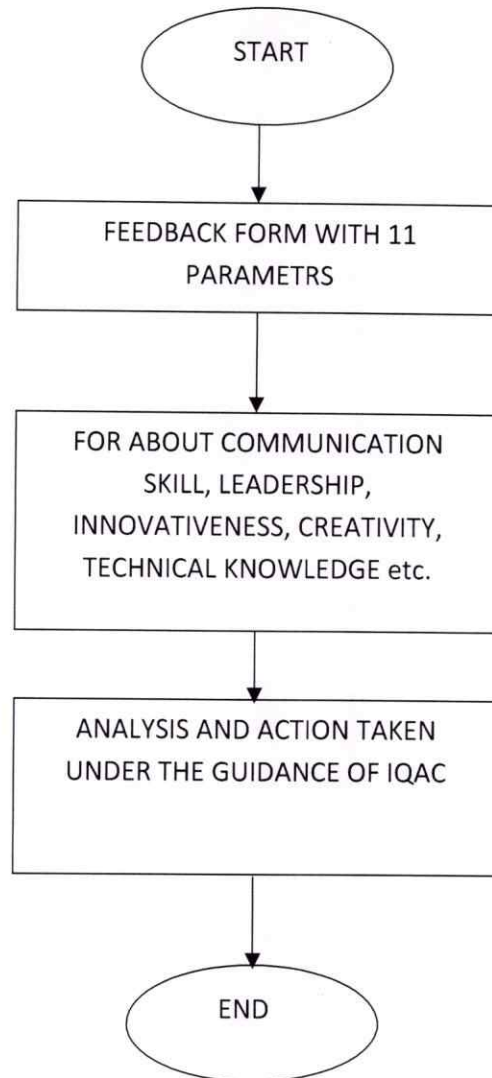 START
FEEDBACK FORM WITH 11
PARAMETRS
FOR ABOUT COMMUNICATION
SKILL, LEADERSHIP,
INNOVATIVENESS, CREATIVITY,
TECHNICAL KNOWLEDGE etc.
ANALYSIS AND ACTION TAKEN
UNDER THE GUIDANCE OF IQAC
END